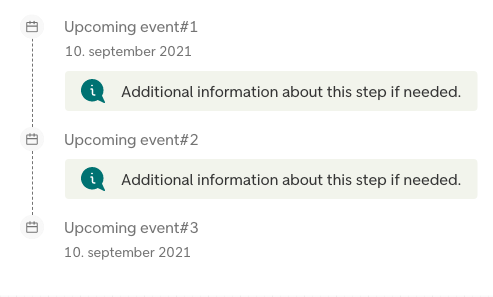 Upcoming event#1
10. september 2021
Additional information about this step if needed.
Upcoming event#2
Additional information about this step if needed.
Upcoming event#3
10. september 2021